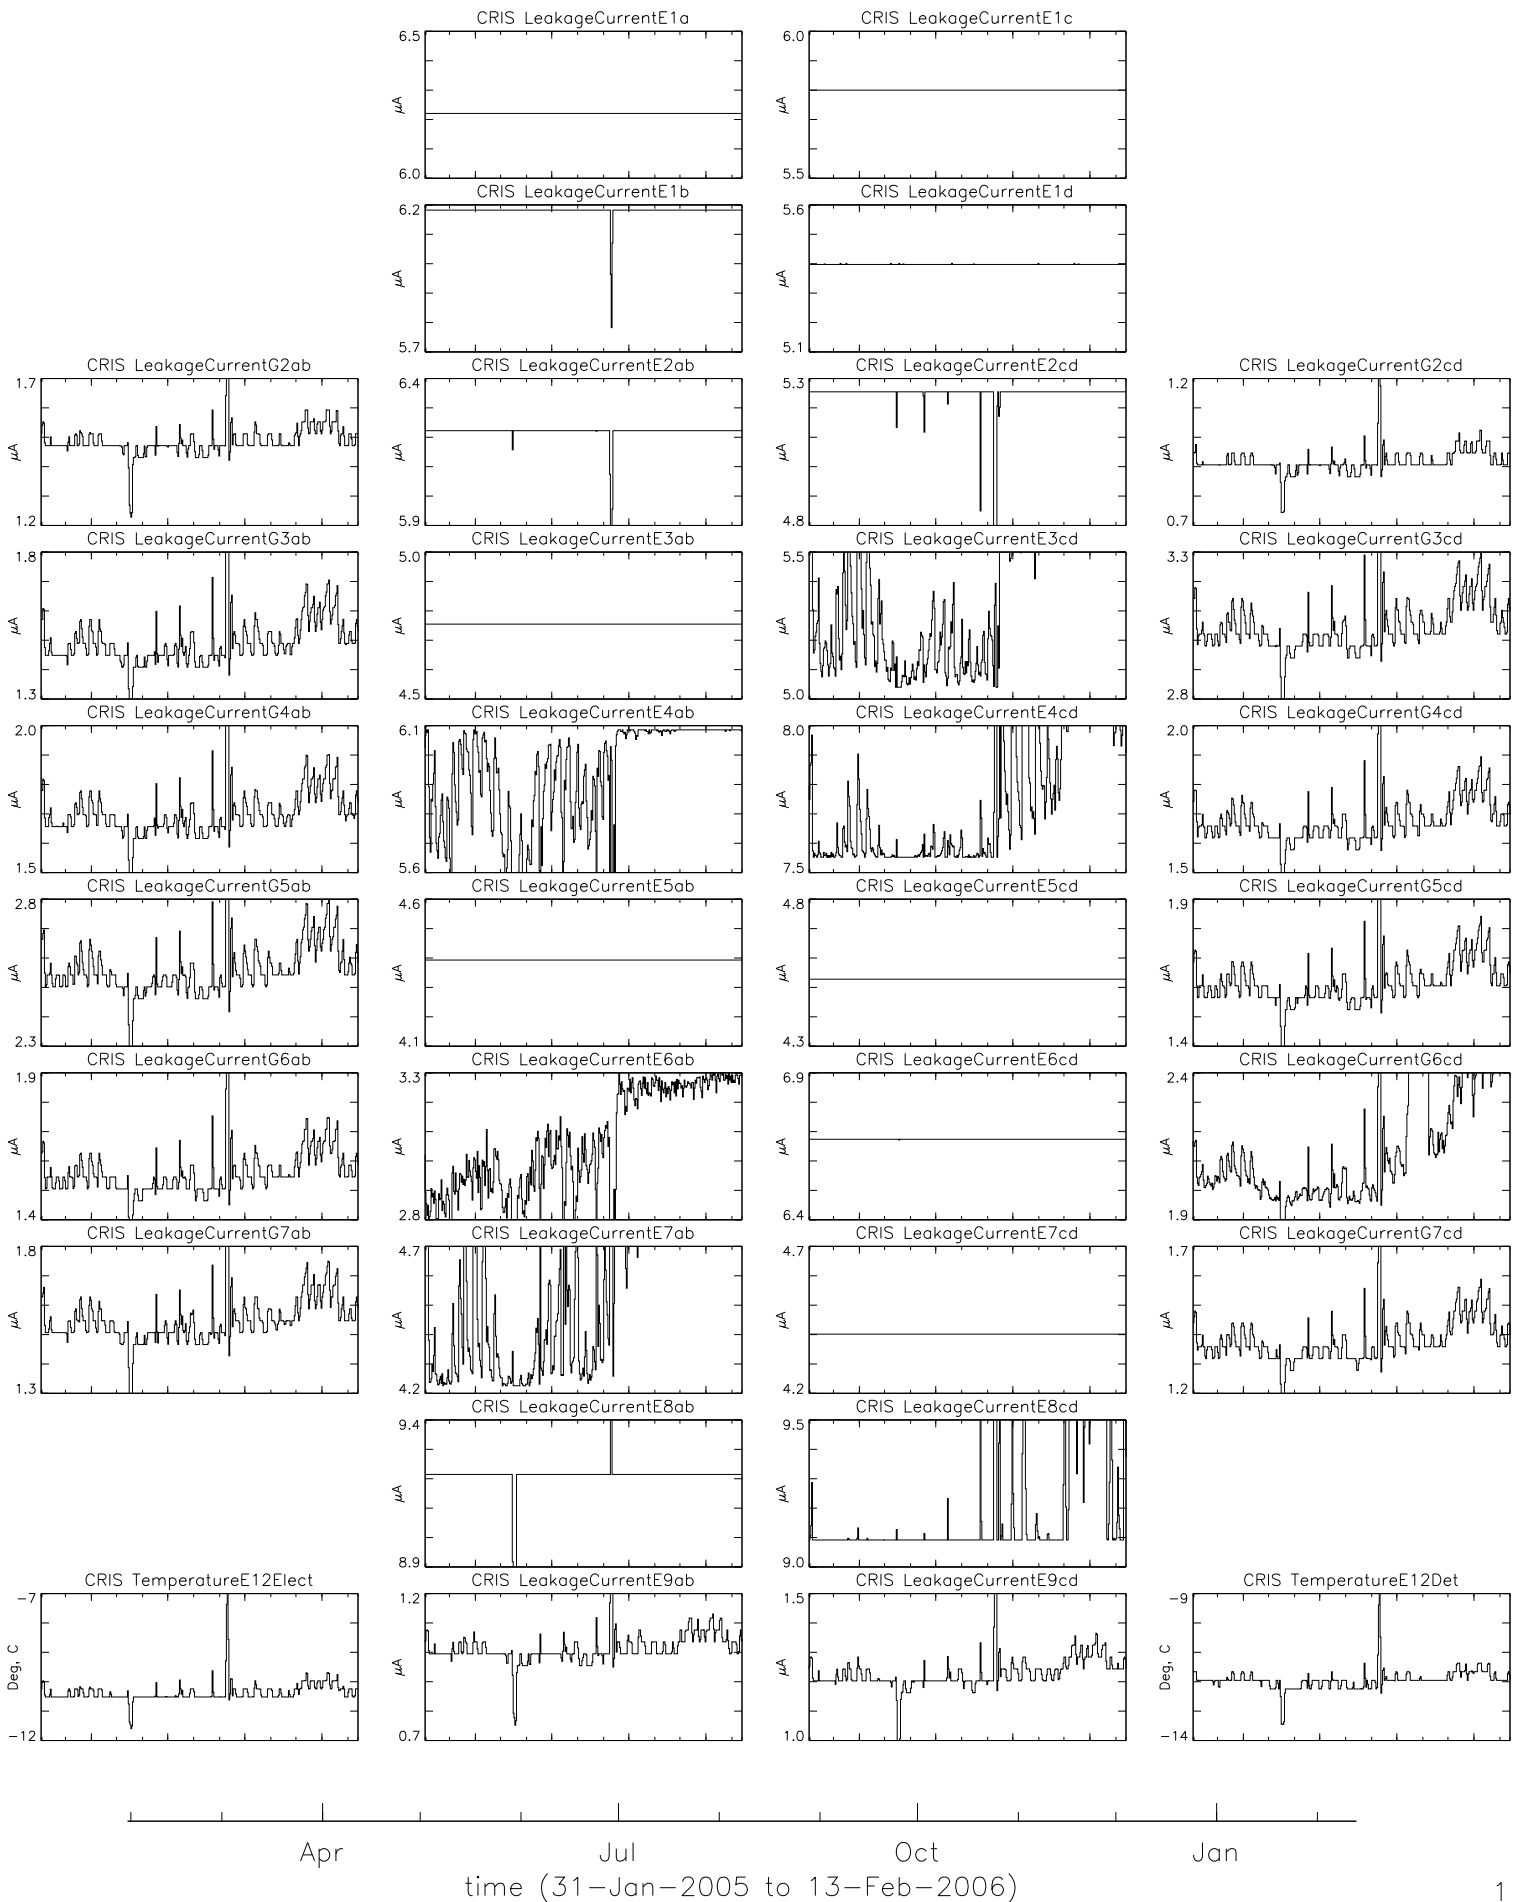 CRIS LeakageCurrentE1a
CRIS LeakageCurrentE1c
6.5
6.0
μA
μA
6.0
5.5
CRIS LeakageCurrentE1b
CRIS LeakageCurrentE1d
6.2
5.6
μA
μA
5.7
5.1
CRIS LeakageCurrentG2ab
CRIS LeakageCurrentE2ab
CRIS LeakageCurrentE2cd
CRIS LeakageCurrentG2cd
1.7
6.4
5.3
1.2
μA
μA
μA
μA
1.2
5.9
4.8
0.7
CRIS LeakageCurrentG3ab
CRIS LeakageCurrentE3ab
CRIS LeakageCurrentE3cd
CRIS LeakageCurrentG3cd
1.8
5.0
5.5
3.3
μA
μA
μA
μA
1.3
4.5
5.0
2.8
CRIS LeakageCurrentG4ab
CRIS LeakageCurrentE4ab
CRIS LeakageCurrentE4cd
CRIS LeakageCurrentG4cd
2.0
6.1
8.0
2.0
μA
μA
μA
μA
1.5
5.6
7.5
1.5
CRIS LeakageCurrentG5ab
CRIS LeakageCurrentE5ab
CRIS LeakageCurrentE5cd
CRIS LeakageCurrentG5cd
2.8
4.6
4.8
1.9
μA
μA
μA
μA
2.3
4.1
4.3
1.4
CRIS LeakageCurrentG6ab
CRIS LeakageCurrentE6ab
CRIS LeakageCurrentE6cd
CRIS LeakageCurrentG6cd
1.9
3.3
6.9
2.4
μA
μA
μA
μA
1.4
2.8
6.4
1.9
CRIS LeakageCurrentG7ab
CRIS LeakageCurrentE7ab
CRIS LeakageCurrentE7cd
CRIS LeakageCurrentG7cd
1.8
4.7
4.7
1.7
μA
μA
μA
μA
1.3
4.2
4.2
1.2
CRIS LeakageCurrentE8ab
CRIS LeakageCurrentE8cd
9.4
9.5
μA
μA
8.9
9.0
CRIS TemperatureE12Elect
CRIS LeakageCurrentE9ab
CRIS LeakageCurrentE9cd
CRIS TemperatureE12Det
-7
1.2
1.5
-9
Deg, C
μA
μA
Deg, C
-12
0.7
1.0
-14
Apr
Jul
Oct
Jan
time (31-Jan-2005 to 13-Feb-2006)
1